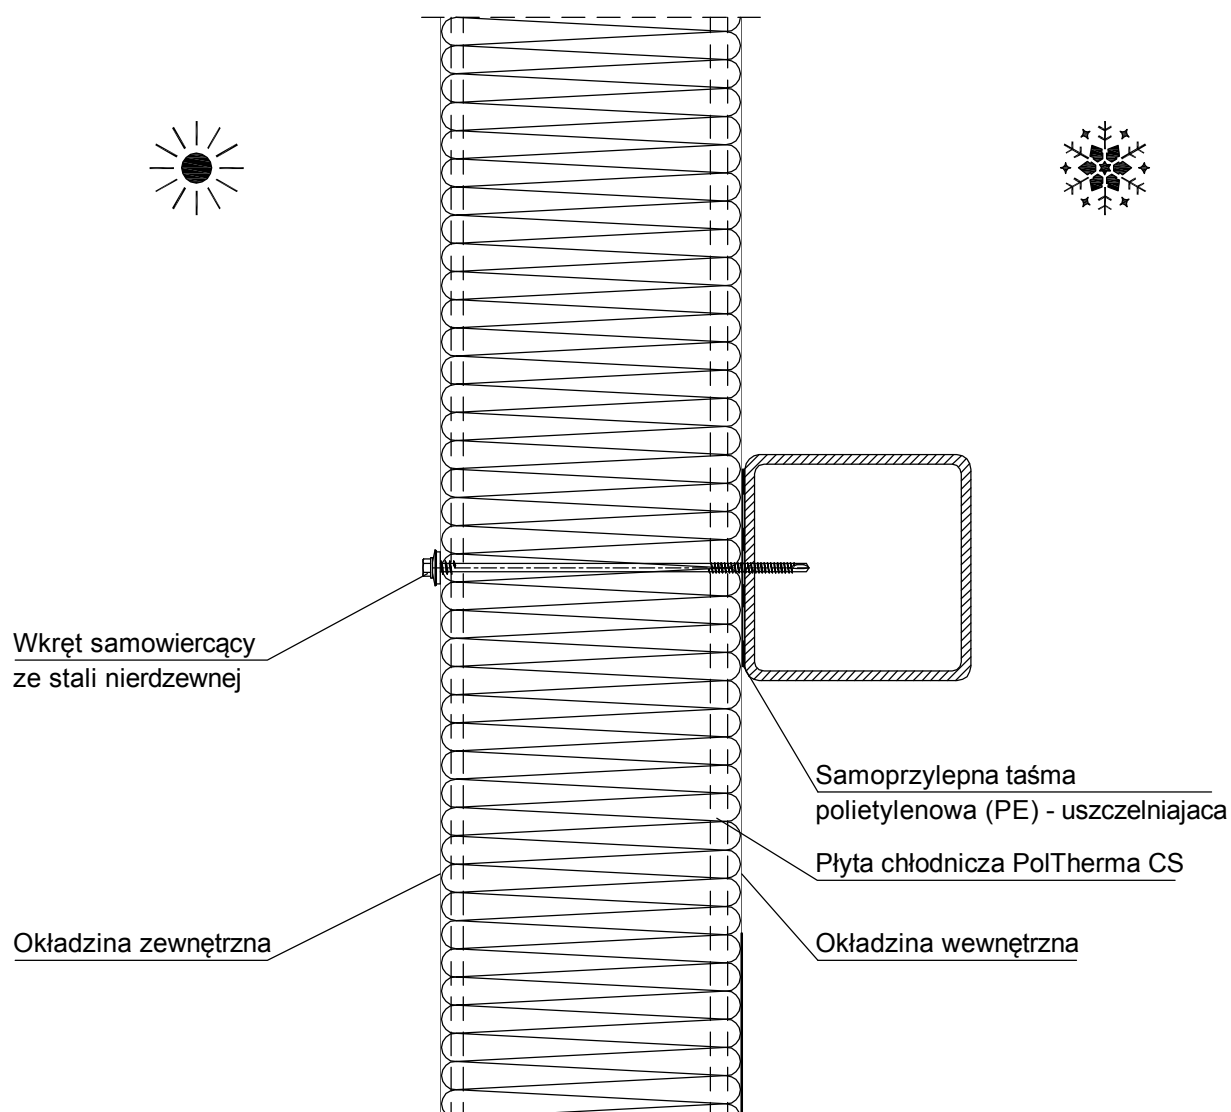 Wkręt samowiercący
ze stali nierdzewnej
Samoprzylepna taśma
polietylenowa (PE) - uszczelniajaca
Płyta chłodnicza PolTherma CS
Okładzina zewnętrzna
Okładzina wewnętrzna